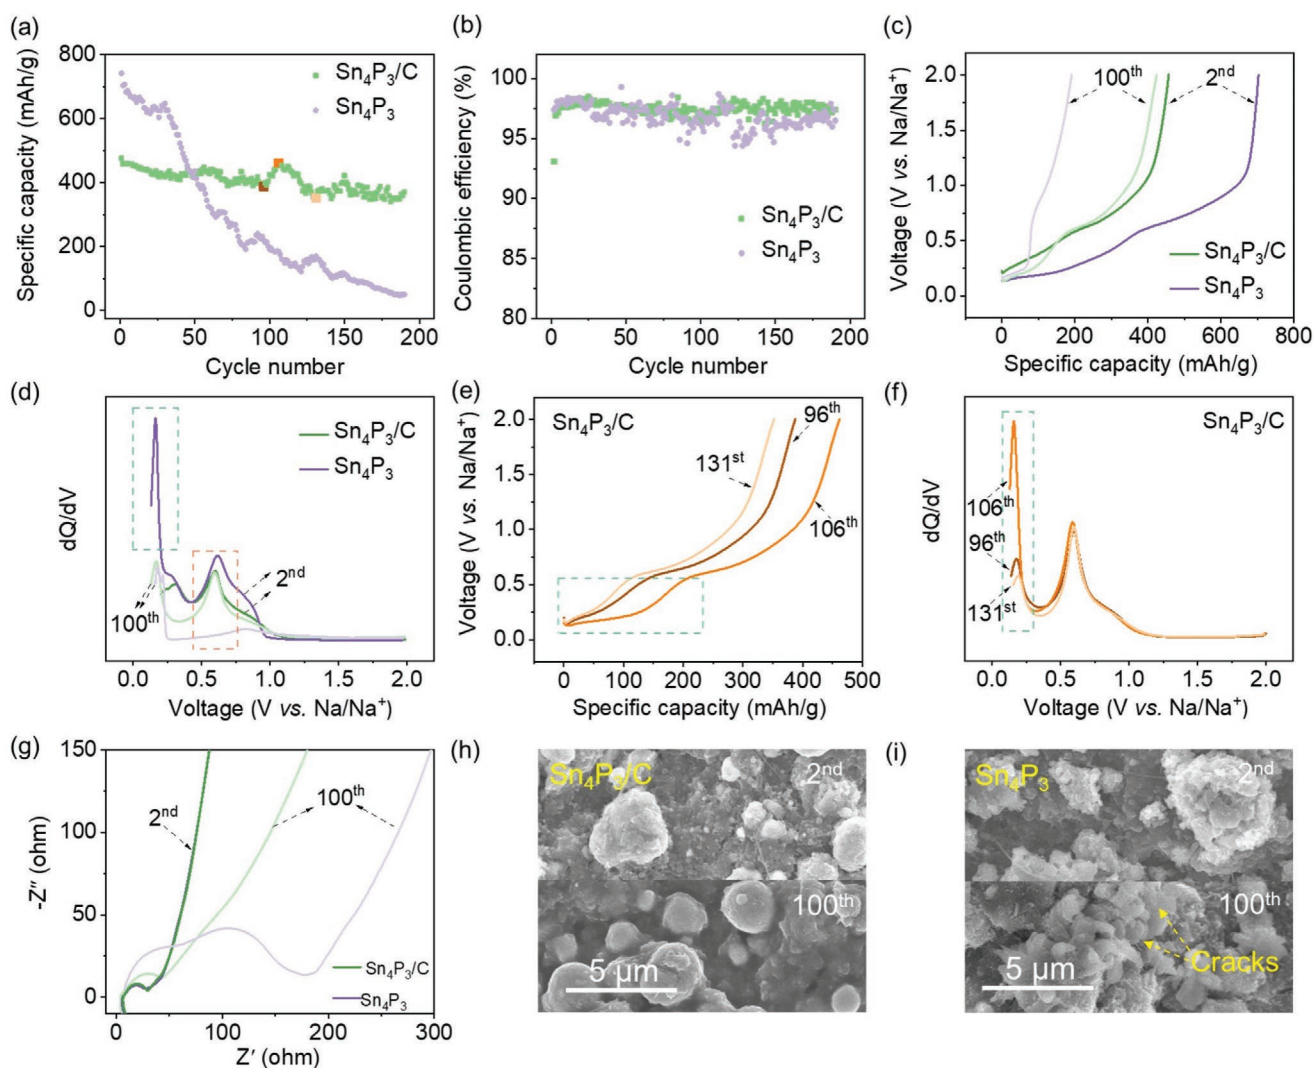 (a)
800
600
400
200
0
Specific capacity (mAh/g)
Sn₄P₃/C
Sn₄P₃
0 50 100 150 200
Cycle number
(b)
100
95
90
85
80
Coulombic efficiency (%)
Sn₄P₃/C
Sn₄P₃
0 50 100 150 200
Cycle number
(c)
2.0
1.5
1.0
0.5
0.0
Voltage (V vs. Na/Na⁺)
100ᵗʰ
2ⁿᵈ
Sn₄P₃/C
Sn₄P₃
0 200 400 600 800
Specific capacity (mAh/g)
(d)
dQ/dV
Sn₄P₃/C
Sn₄P₃
2ⁿᵈ
100ᵗʰ
0.0 0.5 1.0 1.5 2.0
Voltage (V vs. Na/Na⁺)
(e)
2.0
1.5
1.0
0.5
0.0
Voltage (V vs. Na/Na⁺)
Sn₄P₃/C
96ᵗʰ
131ˢᵗ
106ᵗʰ
0 100 200 300 400 500
Specific capacity (mAh/g)
(f)
dQ/dV
Sn₄P₃/C
106ᵗʰ
96ᵗʰ
131ˢᵗ
0.0 0.5 1.0 1.5 2.0
Voltage (V vs. Na/Na⁺)
(g)
150
100
50
0
-Z″ (ohm)
2ⁿᵈ
100ᵗʰ
Sn₄P₃/C
Sn₄P₃
0 100 200 300
Z′ (ohm)
(h)
Sn₄P₃/C
2ⁿᵈ
100ᵗʰ
5 µm
(i)
Sn₄P₃
2ⁿᵈ
100ᵗʰ
5 µm
Cracks